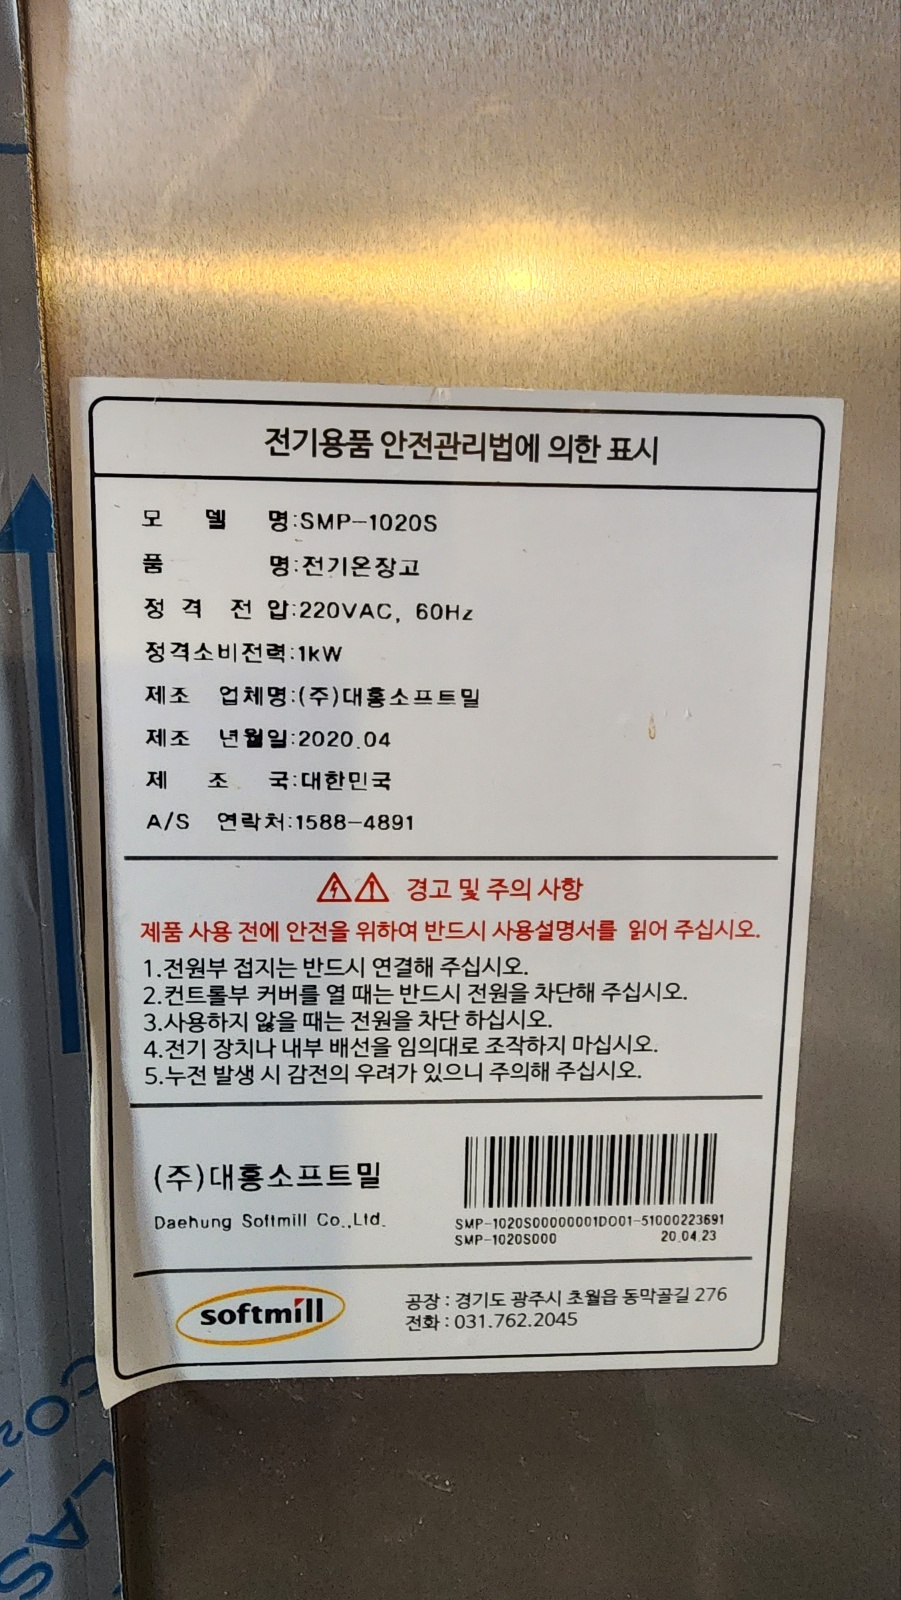 전기용품 안전관리법에 의한 표시
모 델 명:SMP-1020S
품 명:전기온장고
정 격 전 압:220VAC, 60Hz
정격소비전력:1kW
제조 업체명:(주)대흥소프트밀
제조 년월일:2020.04
제 조 국:대한민국
A/S 연락처:1588-4891
경고 및 주의 사항
제품 사용 전에 안전을 위하여 반드시 사용설명서를 읽어 주십시오.
1.전원부 접지는 반드시 연결해 주십시오.
2.컨트롤부 커버를 열 때는 반드시 전원을 차단해 주십시오.
3.사용하지 않을 때는 전원을 차단 하십시오.
4.전기 장치나 내부 배선을 임의대로 조작하지 마십시오.
5.누전 발생 시 감전의 우려가 있으니 주의해 주십시오.
(주)대흥소프트밀
Daehung Softmill Co.,Ltd.
SMP-1020S00000001D001-51000223691
SMP-1020S000 20.04.23
softmill
공장 : 경기도 광주시 초월읍 동막골길 276
전화 : 031.762.2045
CO2
LAS